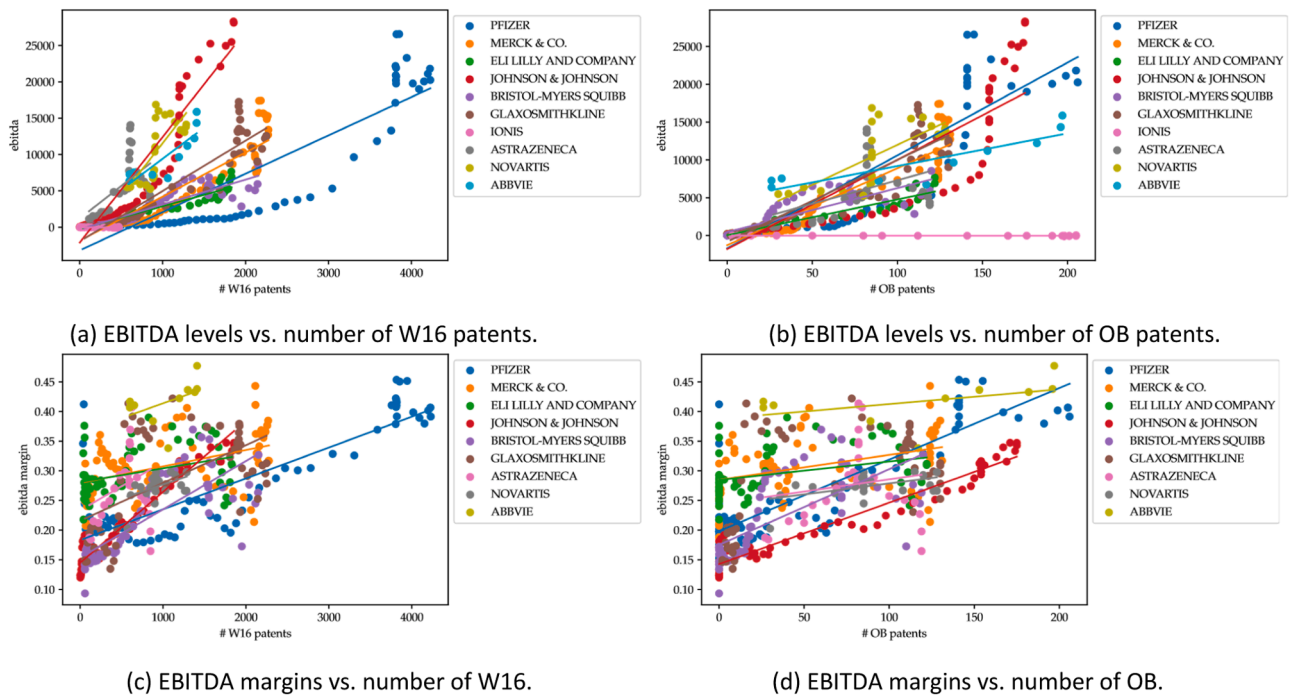 25000
20000
15000
10000
5000
0
ebitda
0
1000
2000
3000
4000
# W16 patents
PFIZER
MERCK & CO.
ELI LILLY AND COMPANY
JOHNSON & JOHNSON
BRISTOL-MYERS SQUIBB
GLAXOSMITHKLINE
IONIS
ASTRAZENECA
NOVARTIS
ABBVIE
25000
20000
15000
10000
5000
0
ebitda
0
50
100
150
200
# OB patents
PFIZER
MERCK & CO.
ELI LILLY AND COMPANY
JOHNSON & JOHNSON
BRISTOL-MYERS SQUIBB
GLAXOSMITHKLINE
IONIS
ASTRAZENECA
NOVARTIS
ABBVIE
(a) EBITDA levels vs. number of W16 patents.
(b) EBITDA levels vs. number of OB patents.
0.45
0.40
0.35
0.30
0.25
0.20
0.15
0.10
ebitda margin
0
1000
2000
3000
4000
# W16 patents
PFIZER
MERCK & CO.
ELI LILLY AND COMPANY
JOHNSON & JOHNSON
BRISTOL-MYERS SQUIBB
GLAXOSMITHKLINE
ASTRAZENECA
NOVARTIS
ABBVIE
0.45
0.40
0.35
0.30
0.25
0.20
0.15
0.10
ebitda margin
0
50
100
150
200
# OB patents
PFIZER
MERCK & CO.
ELI LILLY AND COMPANY
JOHNSON & JOHNSON
BRISTOL-MYERS SQUIBB
GLAXOSMITHKLINE
ASTRAZENECA
NOVARTIS
ABBVIE
(c) EBITDA margins vs. number of W16.
(d) EBITDA margins vs. number of OB.